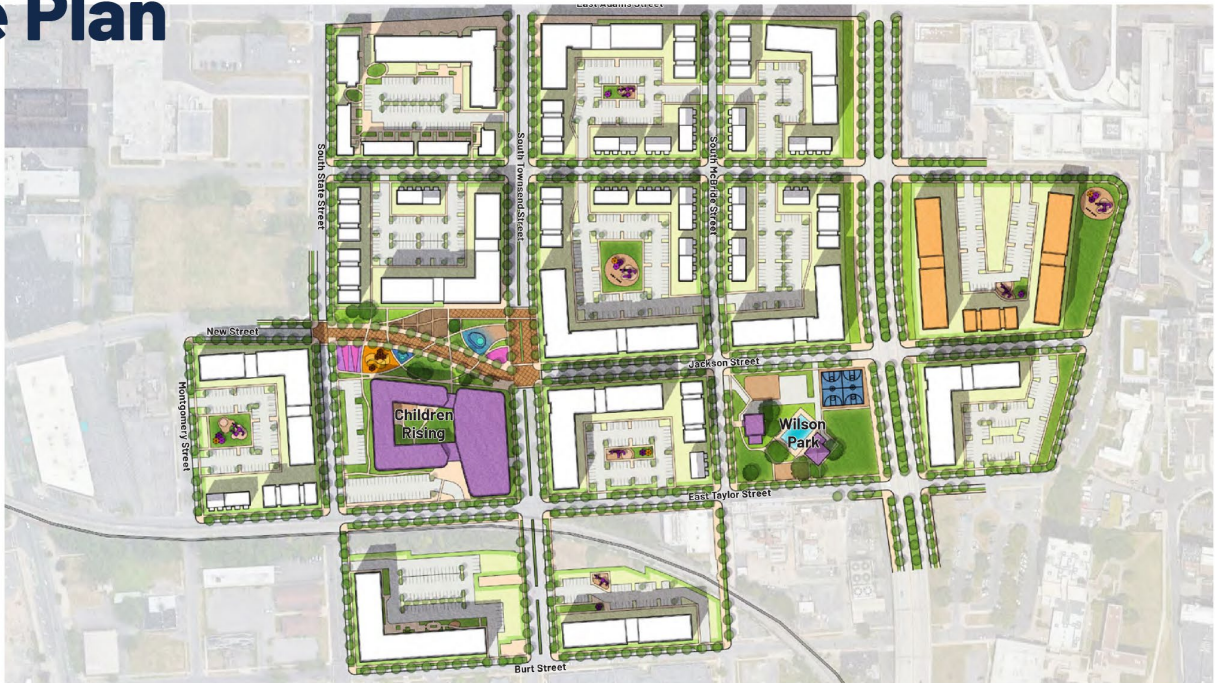 e Plan
East Adams Street
South State Street
South Townsend Street
South McBride Street
New Street
Jackson Street
Montgomery Street
Children
Rising
Wilson
Park
East Taylor Street
Burt Street